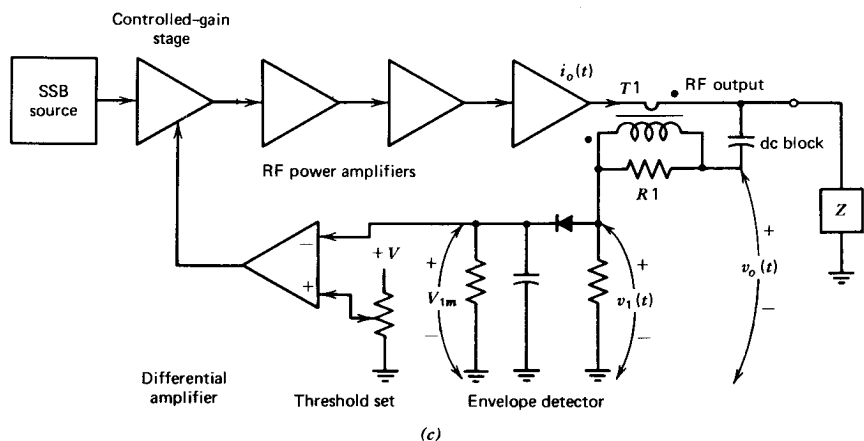 Controlled-gain
stage
SSB
source
i_o(t)
T1
RF output
dc block
RF power amplifiers
R1
Z
+ V
−
+
+
V_1m
−
+
v_1(t)
−
+
v_o(t)
−
Differential
amplifier
Threshold set
Envelope detector
(c)